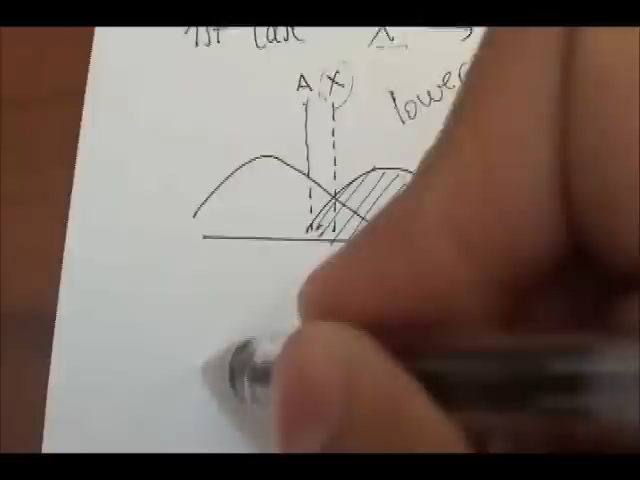 1st case X →
A X
lower